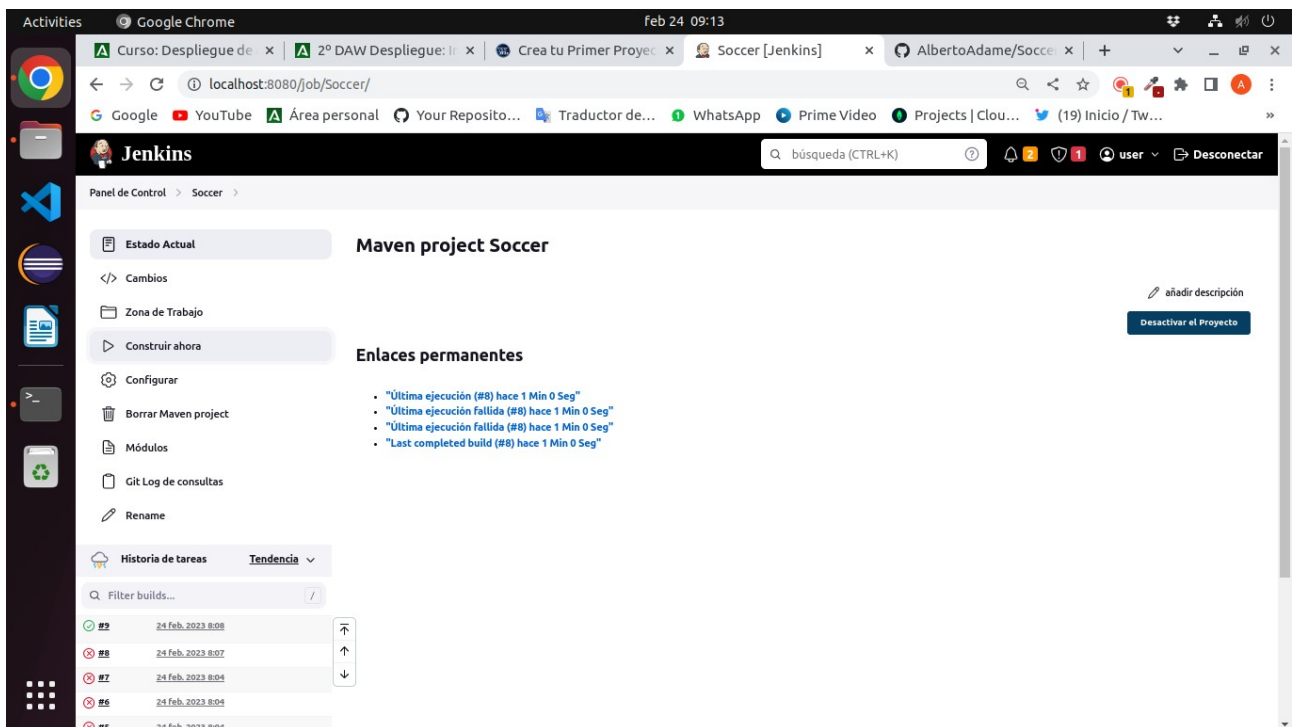 Activities Google Chrome feb 24 09:13
Curso: Despliegue de 2º DAW Despliegue: I Crea tu Primer Proyec Soccer [Jenkins] AlbertoAdame/Socce
localhost:8080/job/Soccer/
1 A
G Google YouTube Área personal Your Reposito... Traductor de... WhatsApp Prime Video Projects | Clou... (19) Inicio / Tw... »
Jenkins búsqueda (CTRL+K) 2 1 user Desconectar
Panel de Control > Soccer >
Estado Actual
Maven project Soccer
Cambios
añadir descripción
Zona de Trabajo
Desactivar el Proyecto
Construir ahora
Enlaces permanentes
Configurar
"Última ejecución (#8) hace 1 Min 0 Seg"
"Última ejecución fallida (#8) hace 1 Min 0 Seg"
Borrar Maven project
"Última ejecución fallida (#8) hace 1 Min 0 Seg"
"Last completed build (#8) hace 1 Min 0 Seg"
Módulos
Git Log de consultas
Rename
Historia de tareas Tendencia
Filter builds... /
#9 24 feb. 2023 8:08
#8 24 feb. 2023 8:07
#7 24 feb. 2023 8:04
#6 24 feb. 2023 8:04
#5 24 feb. 2023 8:04